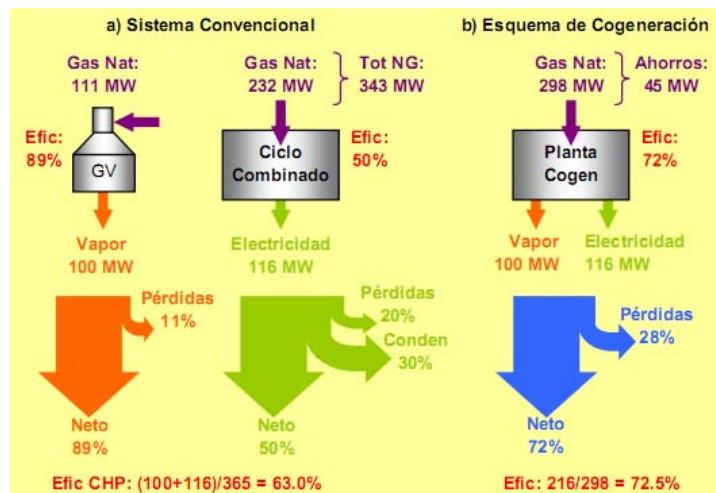 a) Sistema Convencional
b) Esquema de Cogeneración
Gas Nat:
111 MW
Gas Nat:
232 MW
Tot NG:
343 MW
Gas Nat:
298 MW
Ahorros:
45 MW
Efic:
89%
GV
Ciclo
Combinado
Efic:
50%
Planta
Cogen
Efic:
72%
Vapor
100 MW
Electricidad
116 MW
Vapor
100 MW
Electricidad
116 MW
Pérdidas
11%
Pérdidas
20%
Conden
30%
Pérdidas
28%
Neto
89%
Neto
50%
Neto
72%
Efic CHP: (100+116)/365 = 63.0%
Efic: 216/298 = 72.5%